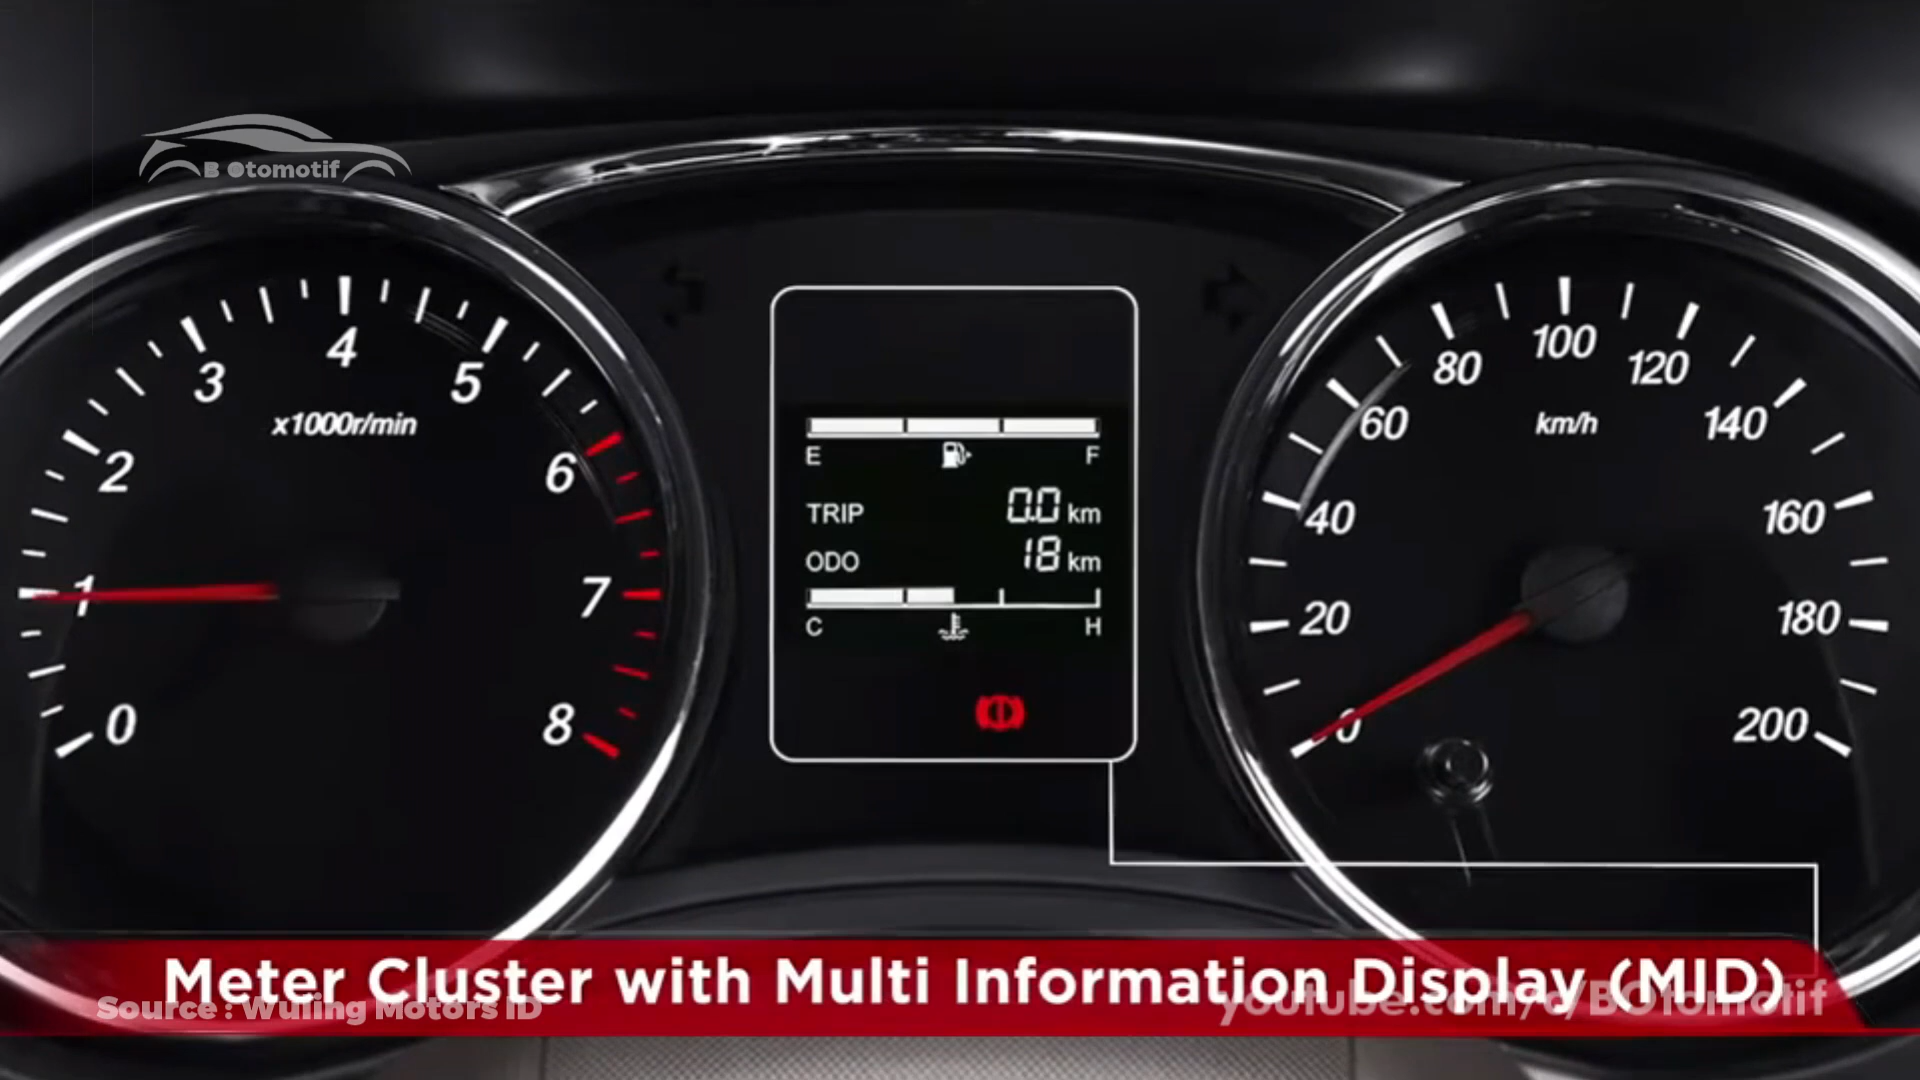 B Otomotif
0
1
2
3
4
5
6
7
8
x1000r/min
E
F
TRIP 0.0 km
ODO 18 km
C
H
0
20
40
60
80
100
120
140
160
180
200
km/h
Meter Cluster with Multi Information Display (MID)
Source : Wuling Motors ID
youtube.com/c/BOtomotif